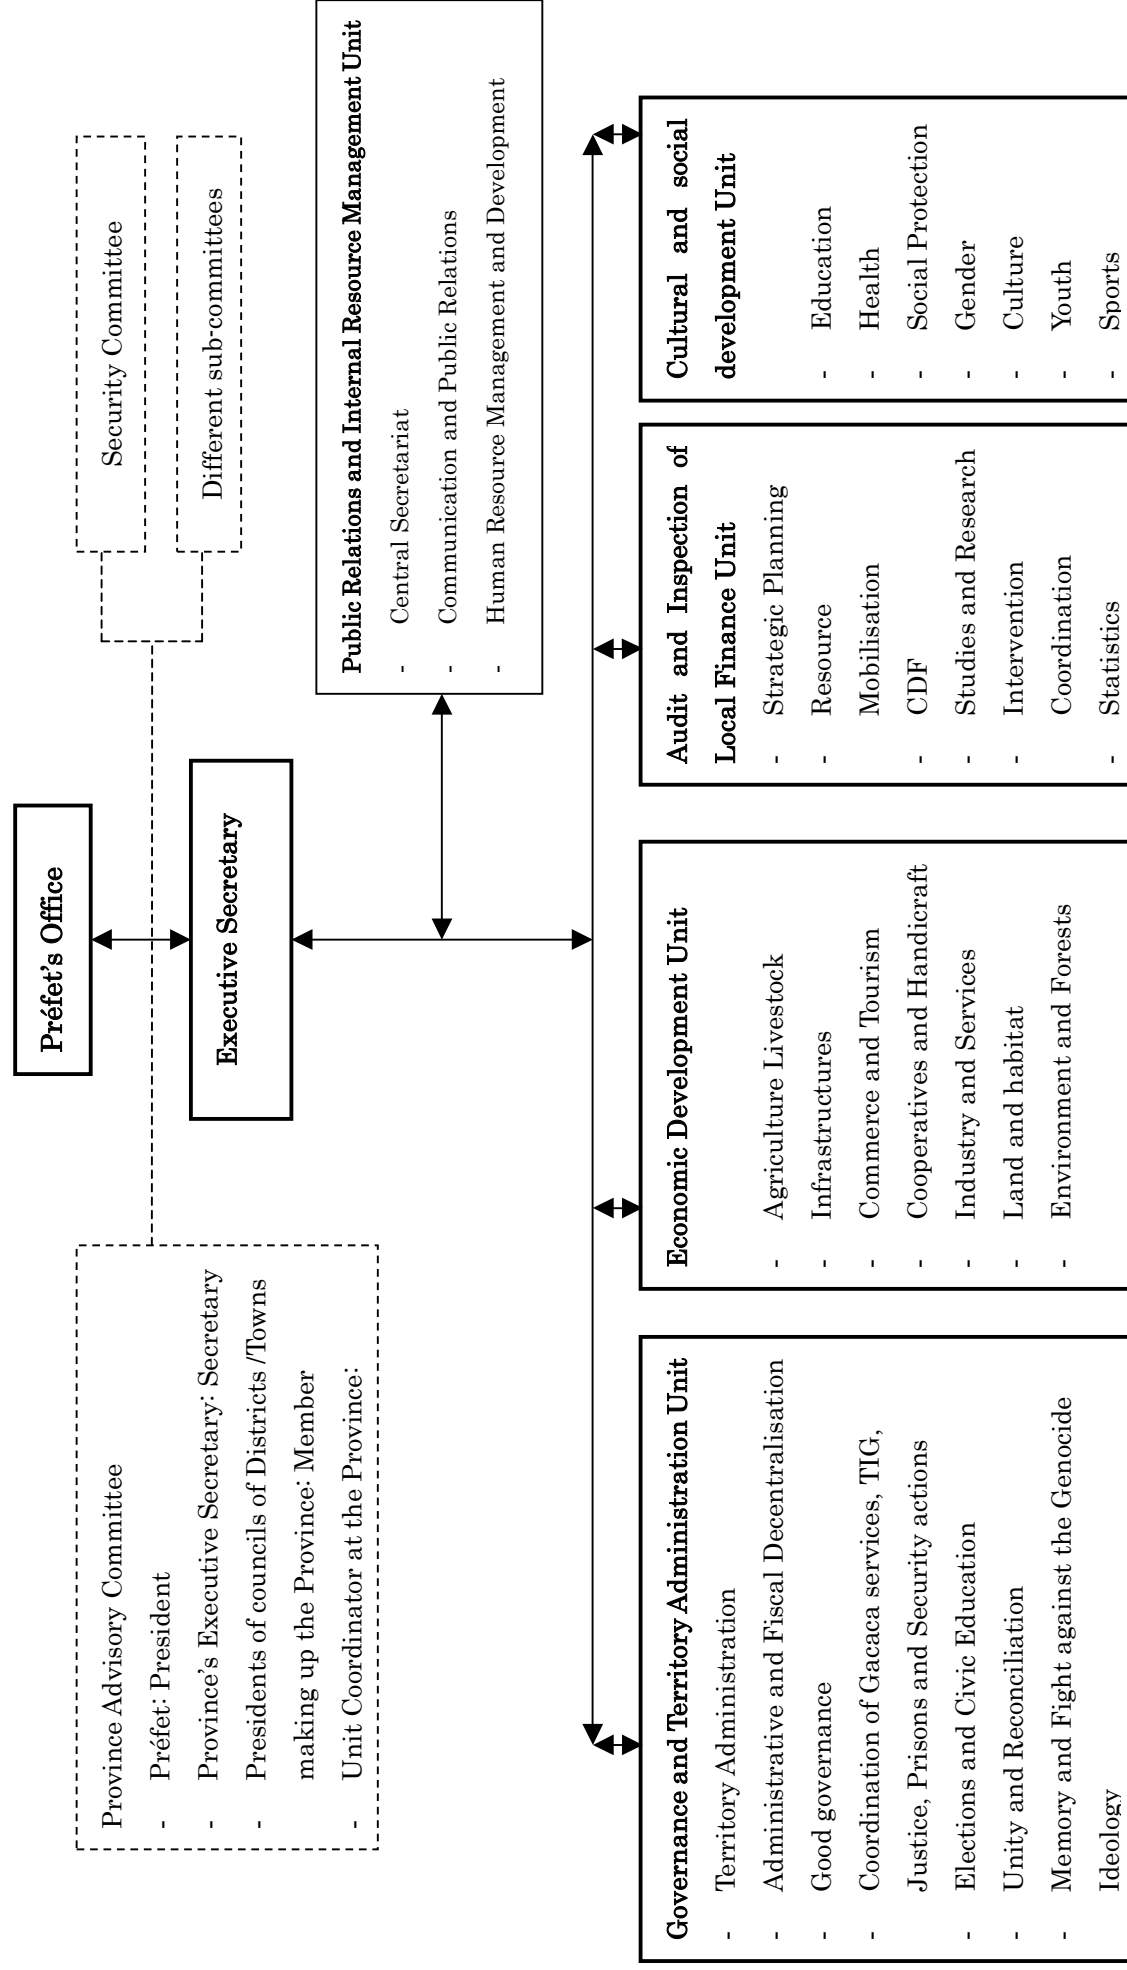 Préfet's Office
Security Committee
Different sub-committees
Executive Secretary
Province Advisory Committee
- Préfet: President
- Province's Executive Secretary: Secretary
- Presidents of councils of Districts /Towns
making up the Province: Member
- Unit Coordinator at the Province:
Public Relations and Internal Resource Management Unit
- Central Secretariat
- Communication and Public Relations
- Human Resource Management and Development
Governance and Territory Administration Unit
- Territory Administration
- Administrative and Fiscal Decentralisation
- Good governance
- Coordination of Gacaca services, TIG,
Justice, Prisons and Security actions
- Elections and Civic Education
- Unity and Reconciliation
- Memory and Fight against the Genocide
Ideology
Economic Development Unit
- Agriculture Livestock
- Infrastructures
- Commerce and Tourism
- Cooperatives and Handicraft
- Industry and Services
- Land and habitat
- Environment and Forests
Audit and Inspection of
Local Finance Unit
- Strategic Planning
- Resource
- Mobilisation
- CDF
- Studies and Research
- Intervention
- Coordination
- Statistics
Cultural and social
development Unit
- Education
- Health
- Social Protection
- Gender
- Culture
- Youth
- Sports